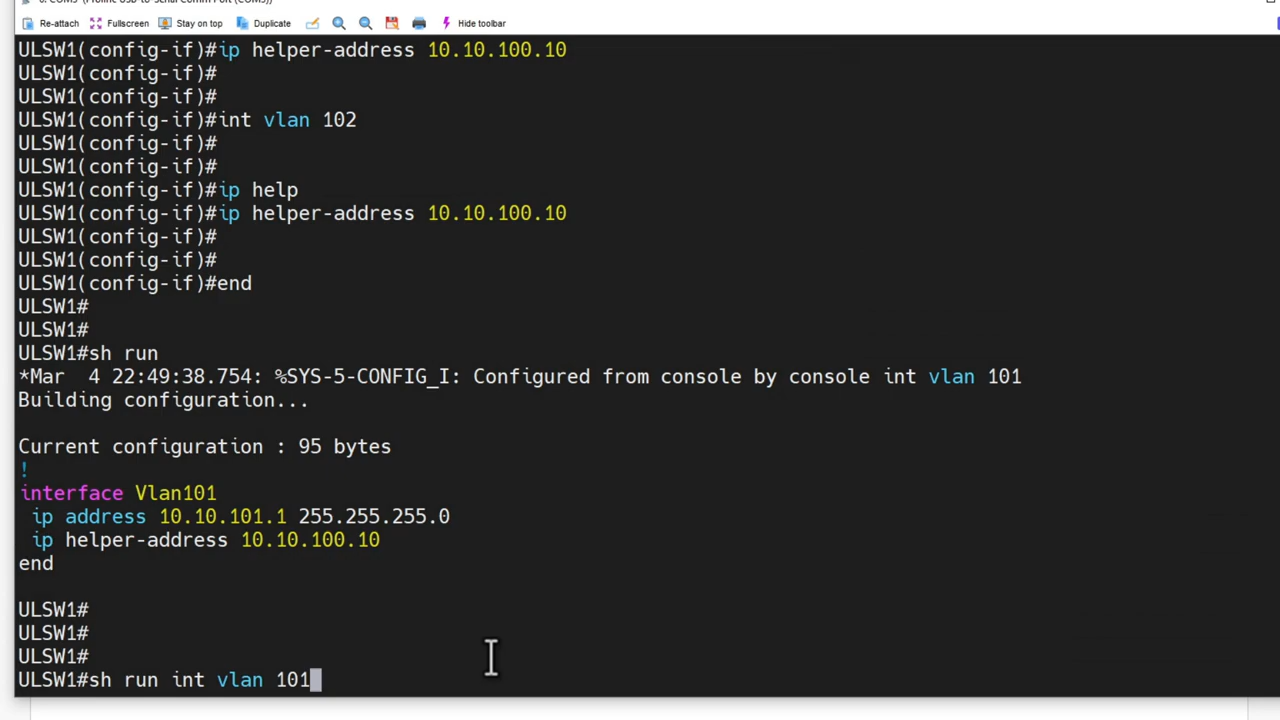 Re-attach Fullscreen Stay on top Duplicate Hide toolbar
ULSW1(config-if)#ip helper-address 10.10.100.10
ULSW1(config-if)#
ULSW1(config-if)#
ULSW1(config-if)#int vlan 102
ULSW1(config-if)#
ULSW1(config-if)#
ULSW1(config-if)#ip help
ULSW1(config-if)#ip helper-address 10.10.100.10
ULSW1(config-if)#
ULSW1(config-if)#
ULSW1(config-if)#end
ULSW1#
ULSW1#
ULSW1#sh run
*Mar  4 22:49:38.754: %SYS-5-CONFIG_I: Configured from console by console int vlan 101
Building configuration...
Current configuration : 95 bytes
!
interface Vlan101
ip address 10.10.101.1 255.255.255.0
ip helper-address 10.10.100.10
end
ULSW1#
ULSW1#
ULSW1#
ULSW1#sh run int vlan 101